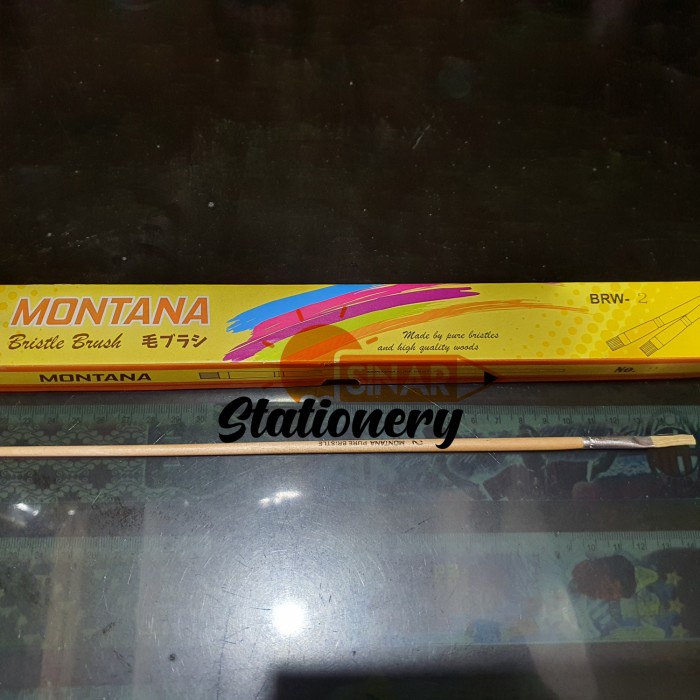 MONTANA
Bristle Brush 毛ブラシ
BRW- 2
Made by pure bristles
and high quality woods
MONTANA
No.
SINAR
Stationery
2 MONTANA PURE BRISTLE